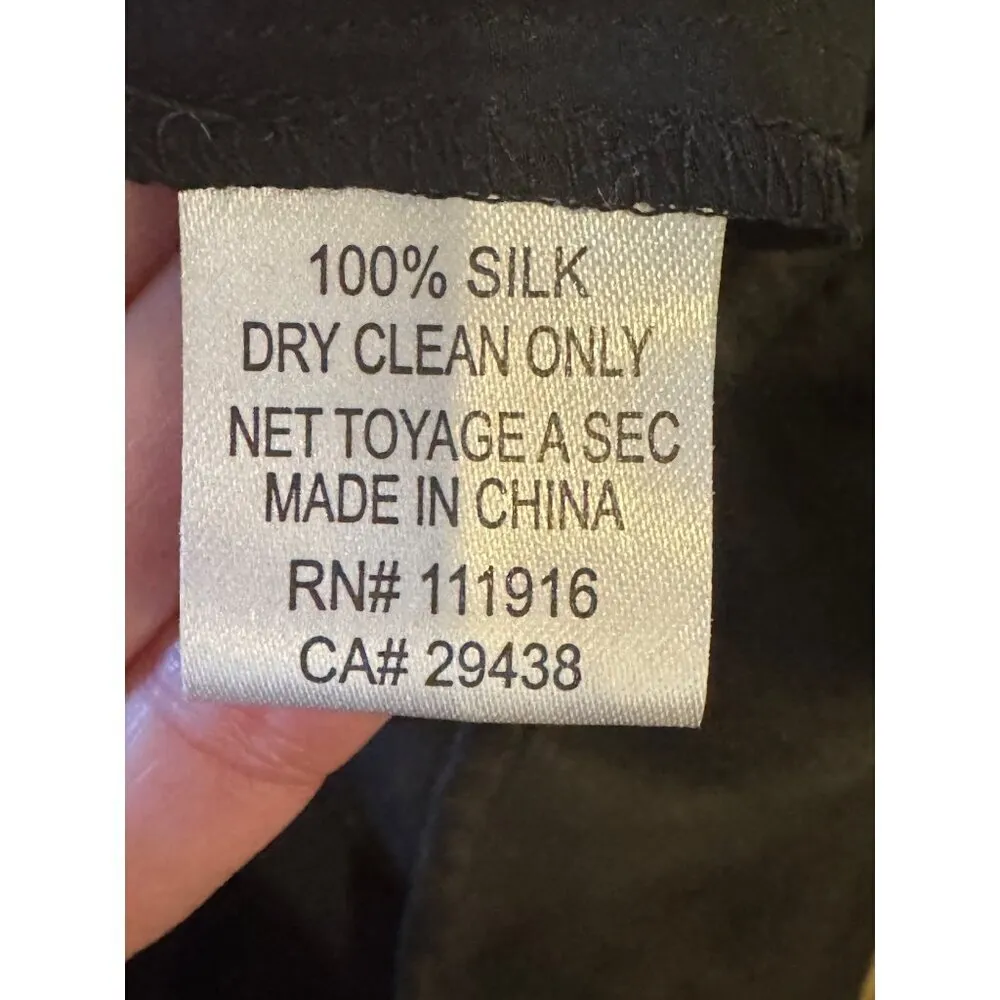 100% SILK
DRY CLEAN ONLY
NET TOYAGE A SEC
MADE IN CHINA
RN# 111916
CA# 29438